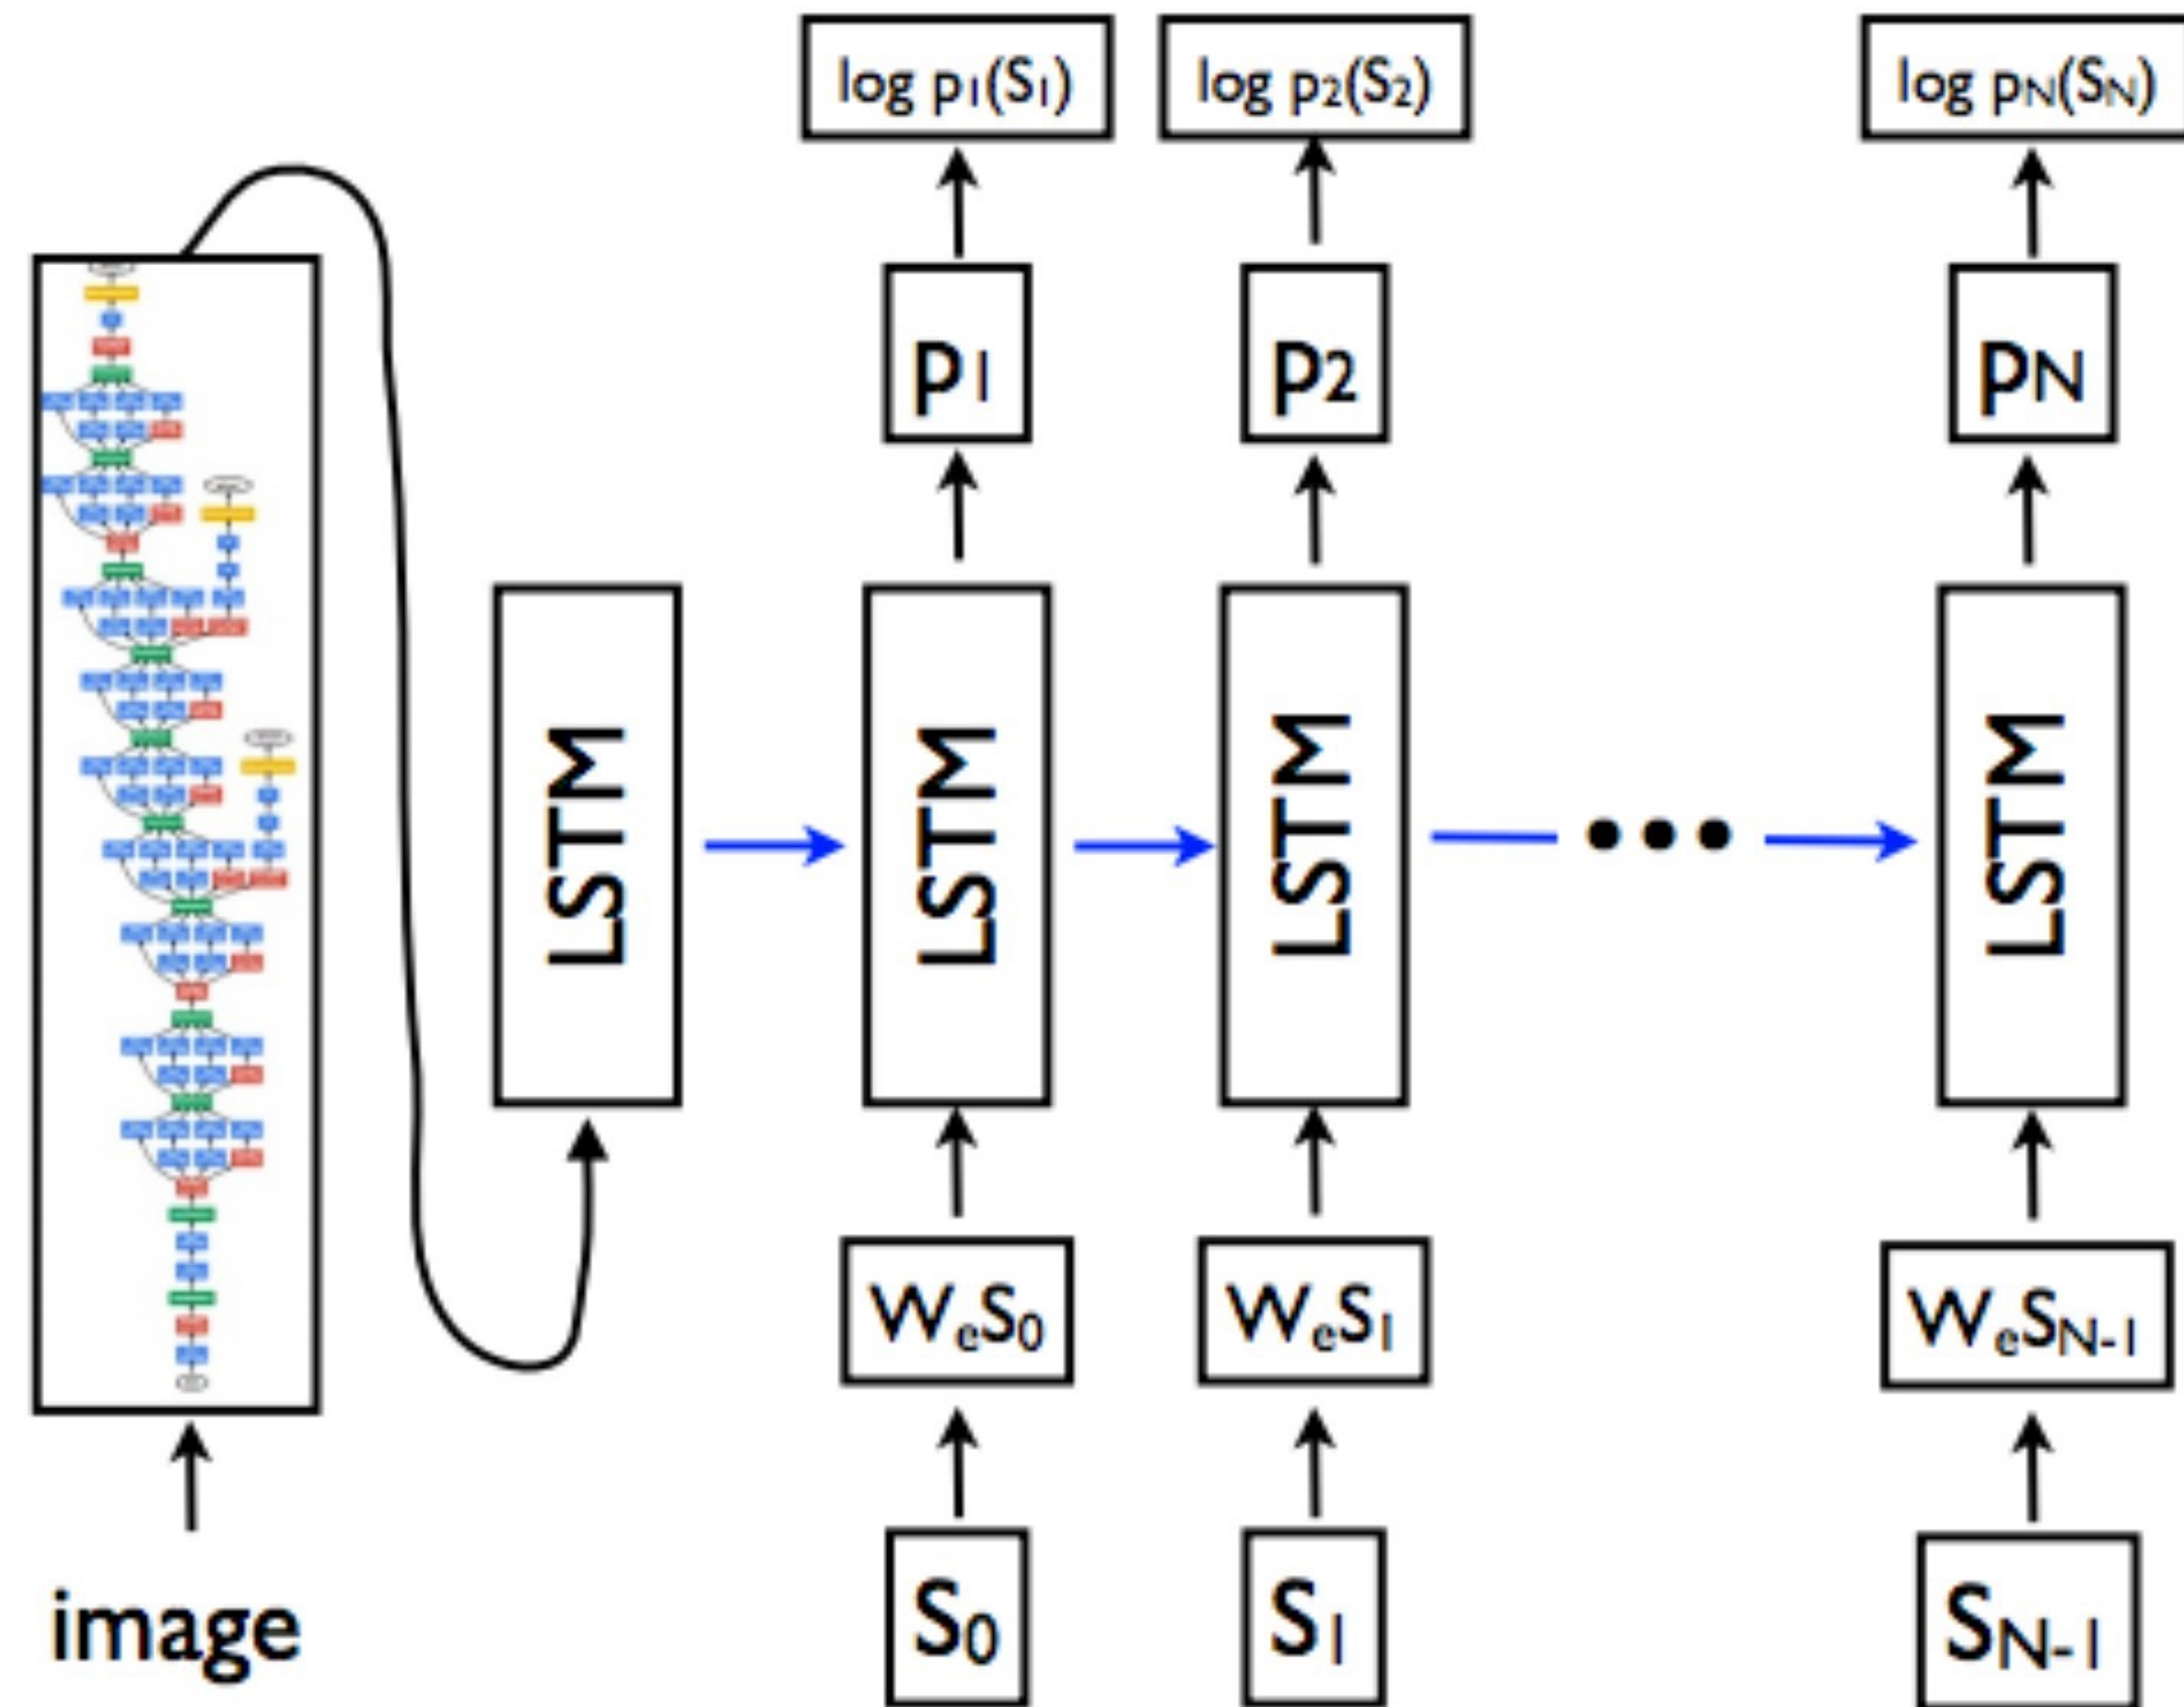 log p1(S1) log p2(S2) log pN(SN)
p1 p2 pN
LSTM LSTM LSTM LSTM
WeS0 WeS1 WeSN-1
image S0 S1 SN-1